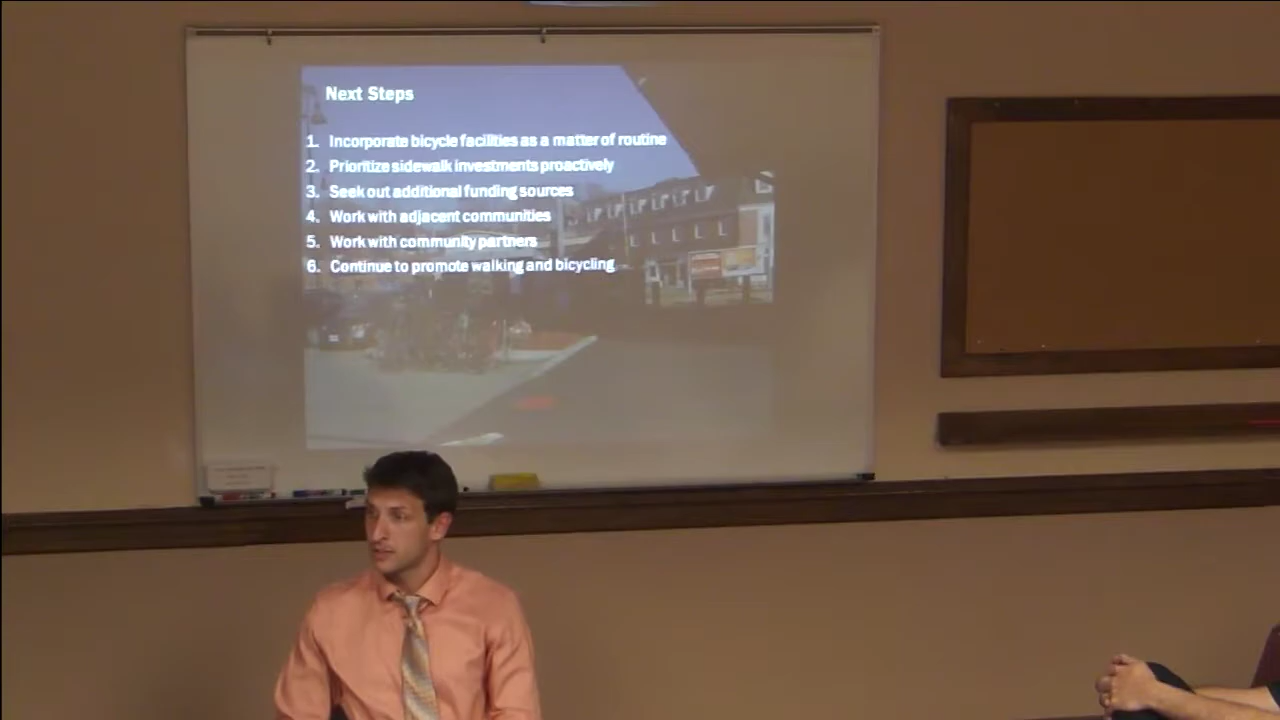 Next Steps
1. Incorporate bicycle facilities as a matter of routine
2. Prioritize sidewalk investments proactively
3. Seek out additional funding sources
4. Work with adjacent communities
5. Work with community partners
6. Continue to promote walking and bicycling